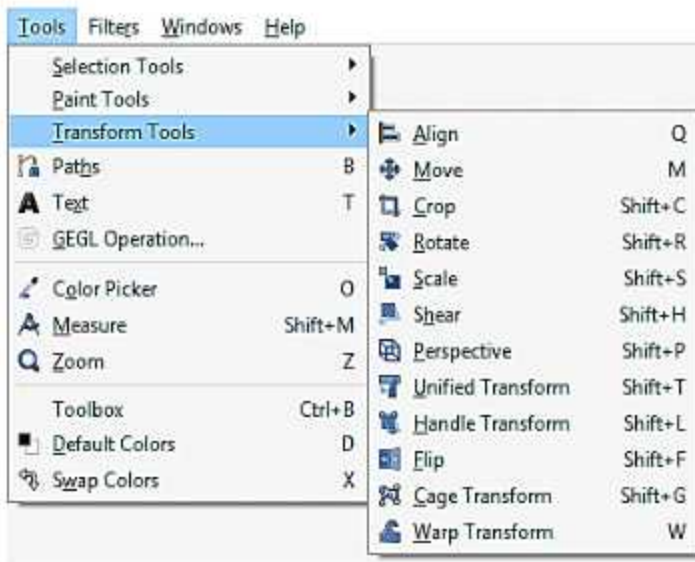 Tools Filters Windows Help
Selection Tools
Paint Tools
Transform Tools
Paths B
Text T
GEGL Operation...
Color Picker O
Measure Shift+M
Zoom Z
Toolbox Ctrl+B
Default Colors D
Swap Colors X
Align Q
Move M
Crop Shift+C
Rotate Shift+R
Scale Shift+S
Shear Shift+H
Perspective Shift+P
Unified Transform Shift+T
Handle Transform Shift+L
Flip Shift+F
Cage Transform Shift+G
Warp Transform W